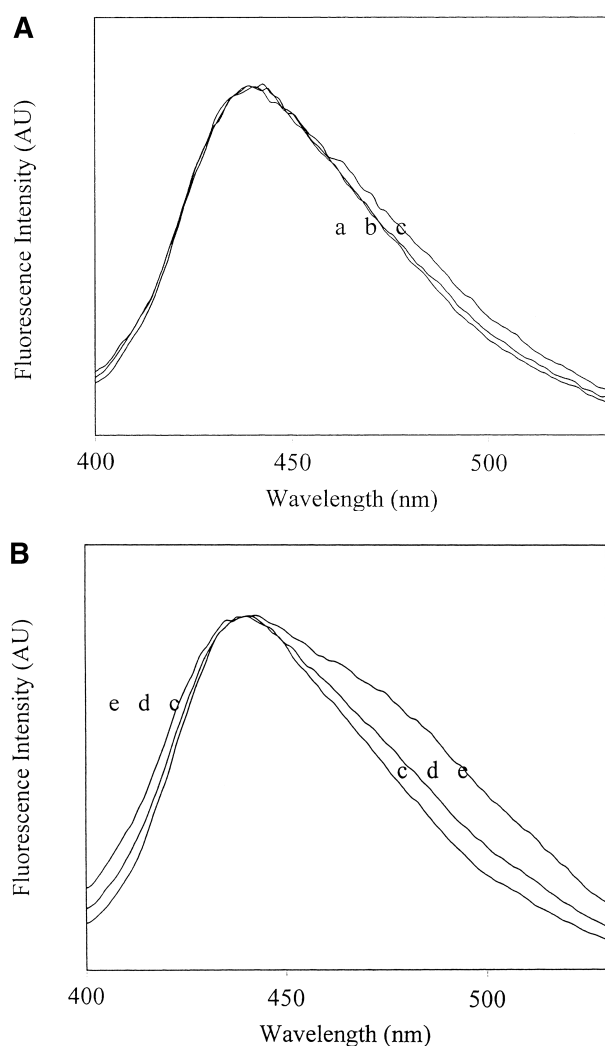 A
Fluorescence Intensity (AU)
a b c
400 450 500
Wavelength (nm)
B
Fluorescence Intensity (AU)
e d c
c d e
400 450 500
Wavelength (nm)